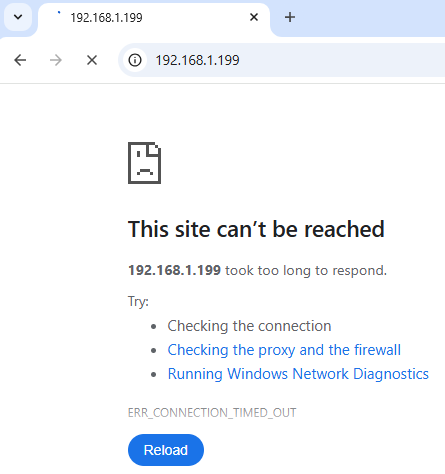 192.168.1.199
192.168.1.199
This site can’t be reached
192.168.1.199 took too long to respond.
Try:
• Checking the connection
• Checking the proxy and the firewall
• Running Windows Network Diagnostics
ERR_CONNECTION_TIMED_OUT
Reload